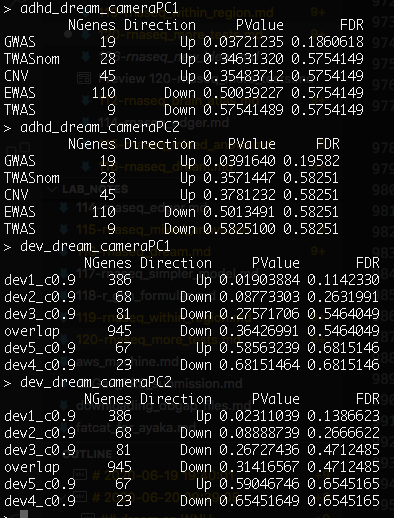 > adhd_dream_cameraPC1
NGenes Direction PValue FDR
GWAS 19 Up 0.03721235 0.1860618
TWASnom 28 Up 0.34631320 0.5754149
CNV 45 Up 0.35483712 0.5754149
EWAS 110 Down 0.50039227 0.5754149
TWAS 9 Down 0.57541489 0.5754149
> adhd_dream_cameraPC2
NGenes Direction PValue FDR
GWAS 19 Up 0.0391640 0.19582
TWASnom 28 Up 0.3571447 0.58251
CNV 45 Up 0.3781232 0.58251
EWAS 110 Down 0.5013491 0.58251
TWAS 9 Down 0.5825100 0.58251
> dev_dream_cameraPC1
NGenes Direction PValue FDR
dev1_c0.9 386 Up 0.01903884 0.1142330
dev2_c0.9 68 Down 0.08773303 0.2631991
dev3_c0.9 81 Down 0.27571706 0.5464049
overlap 945 Down 0.36426991 0.5464049
dev5_c0.9 67 Up 0.58563239 0.6815146
dev4_c0.9 23 Down 0.68151464 0.6815146
> dev_dream_cameraPC2
NGenes Direction PValue FDR
dev1_c0.9 386 Up 0.02311039 0.1386623
dev2_c0.9 68 Down 0.08888739 0.2666622
dev3_c0.9 81 Down 0.26727436 0.4712485
overlap 945 Down 0.31416567 0.4712485
dev5_c0.9 67 Up 0.59046746 0.6545165
dev4_c0.9 23 Down 0.65451649 0.6545165
>